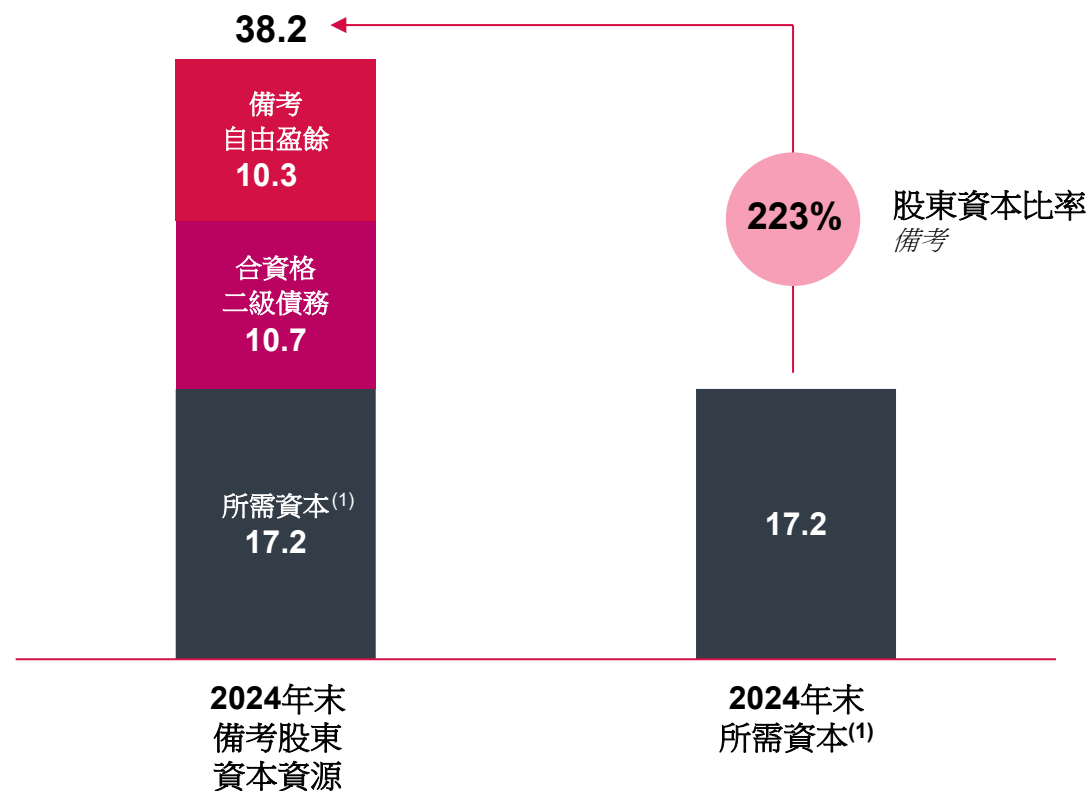 38.2
備考
自由盈餘
10.3
合資格
二級債務
10.7
所需資本(1)
17.2
223%
股東資本比率
備考
17.2
2024年末
備考股東
資本資源
2024年末
所需資本(1)